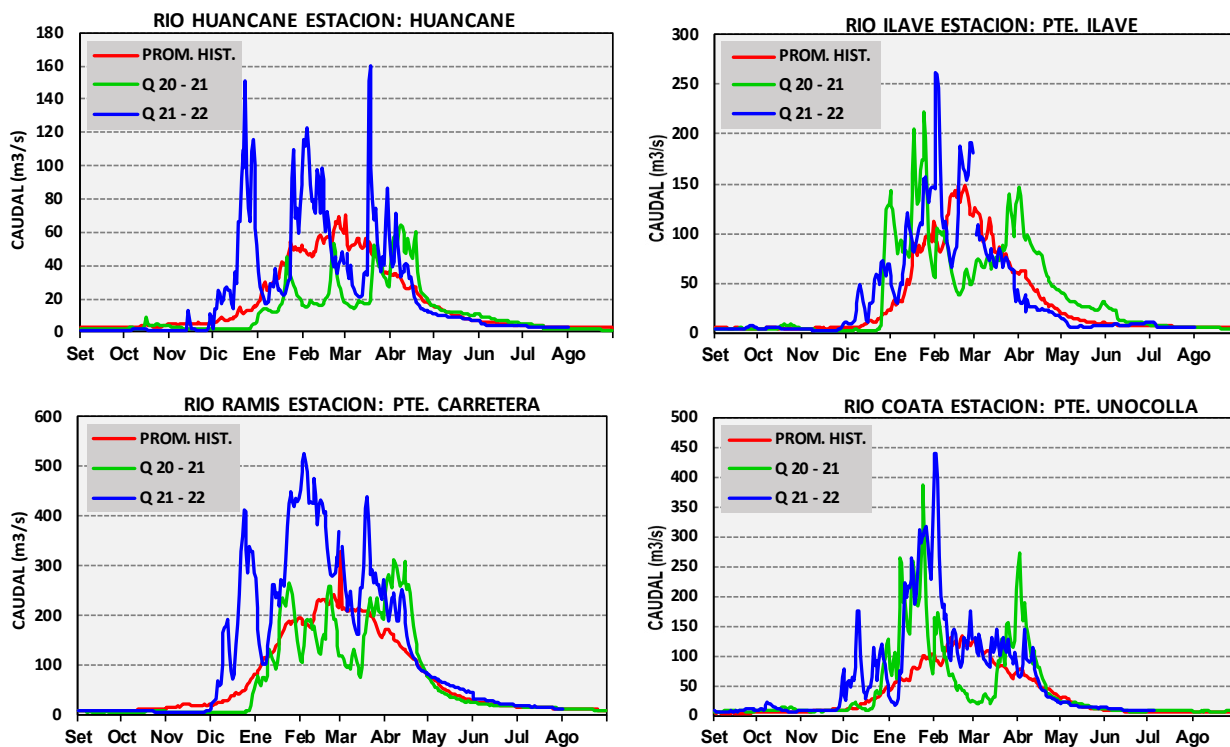 RIO HUANCANE ESTACION: HUANCANE
CAUDAL (m3/s)
180
160
140
120
100
80
60
40
20
0
PROM. HIST.
Q 20 - 21
Q 21 - 22
Set Oct Nov Dic Ene Feb Mar Abr May Jun Jul Ago
RIO ILAVE ESTACION: PTE. ILAVE
CAUDAL (m3/s)
300
250
200
150
100
50
0
PROM. HIST.
Q 20 - 21
Q 21 - 22
Set Oct Nov Dic Ene Feb Mar Abr May Jun Jul Ago
RIO RAMIS ESTACION: PTE. CARRETERA
CAUDAL (m3/s)
600
500
400
300
200
100
0
PROM. HIST.
Q 20 - 21
Q 21 - 22
Set Oct Nov Dic Ene Feb Mar Abr May Jun Jul Ago
RIO COATA ESTACION: PTE. UNOCOLLA
CAUDAL (m3/s)
500
450
400
350
300
250
200
150
100
50
0
PROM. HIST.
Q 20 - 21
Q 21 - 22
Set Oct Nov Dic Ene Feb Mar Abr May Jun Jul Ago